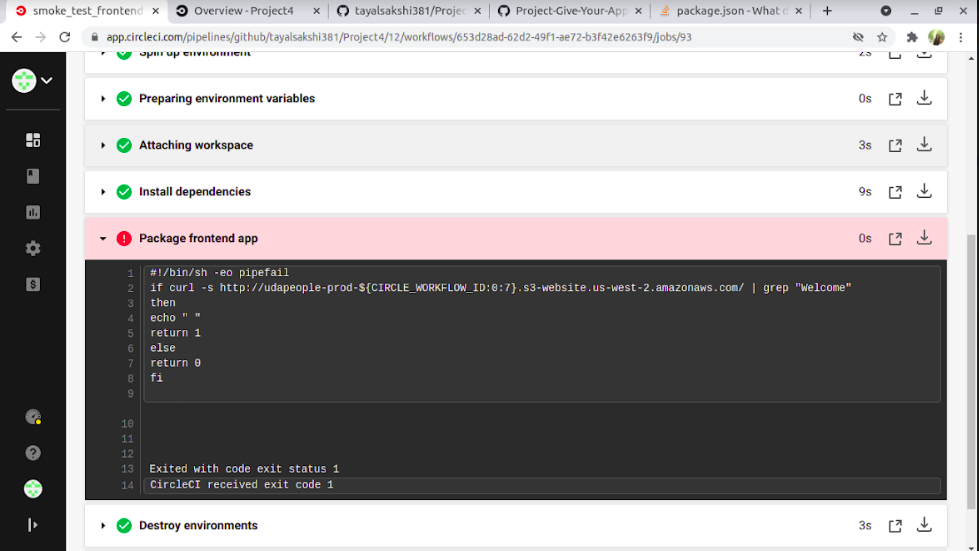 smoke_test_frontend
Overview - Project4
tayalsakshi381/Projec
Project-Give-Your-App
package.json - What d
app.circleci.com/pipelines/github/tayalsakshi381/Project4/12/workflows/653d28ad-62d2-49f1-ae72-b3f42e6263f9/jobs/93
Spin up environment 2s
Preparing environment variables 0s
Attaching workspace 3s
Install dependencies 9s
Package frontend app 0s
1 #!/bin/sh -eo pipefail
2 if curl -s http://udapeople-prod-${CIRCLE_WORKFLOW_ID:0:7}.s3-website.us-west-2.amazonaws.com/ | grep "Welcome"
3 then
4 echo " "
5 return 1
6 else
7 return 0
8 fi
9
10
11
12
13 Exited with code exit status 1
14 CircleCI received exit code 1
Destroy environments 3s